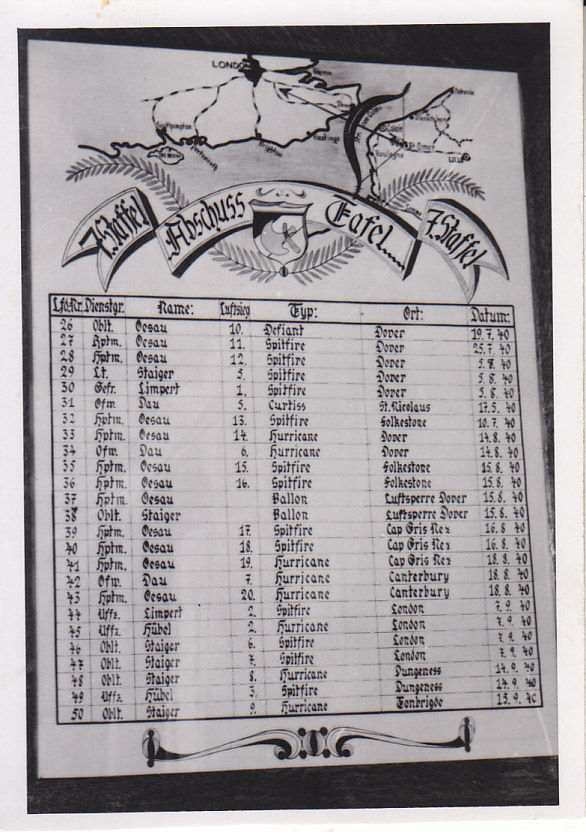 LONDON
Southampton
Portsmouth
Brighton
Hastings
Calais
St. Omer
Boulogne
7. Staffel Abschuss Tafel 7. Staffel
Lfd.Nr. Dienstgr. Name: Luftsieg Typ: Ort: Datum:
26 Oblt. Oesau 10. Defiant Dover 19.7.40
27 Hptm. Oesau 11. Spitfire Dover 25.7.40
28 Hptm. Oesau 12. Spitfire Dover 5.8.40
29 Lt. Staiger 5. Spitfire Dover 5.8.40
30 Gefr. Limpert 1. Spitfire Dover 5.8.40
31 Ofw. Dau 5. Curtiss St. Nicolaus 17.5.40
32 Hptm. Oesau 13. Spitfire Folkestone 10.7.40
33 Hptm. Oesau 14. Hurricane Dover 14.8.40
34 Ofw. Dau 6. Hurricane Dover 14.8.40
35 Hptm. Oesau 15. Spitfire Folkestone 15.8.40
36 Hptm. Oesau 16. Spitfire Folkestone 15.8.40
37 Hptm. Oesau Ballon Luftsperre Dover 15.8.40
38 Oblt. Staiger Ballon Luftsperre Dover 15.8.40
39 Hptm. Oesau 17. Spitfire Cap Gris Nez 16.8.40
40 Hptm. Oesau 18. Spitfire Cap Gris Nez 16.8.40
41 Hptm. Oesau 19. Hurricane Cap Gris Nez 18.8.40
42 Ofw. Dau 7. Hurricane Canterbury 18.8.40
43 Hptm. Oesau 20. Hurricane Canterbury 18.8.40
44 Uffz. Limpert 2. Spitfire London 7.9.40
45 Uffz. Hübel 2. Hurricane London 7.9.40
46 Oblt. Staiger 6. Spitfire London 7.9.40
47 Oblt. Staiger 7. Spitfire London 7.9.40
48 Oblt. Staiger 8. Hurricane Dungeness 14.9.40
49 Uffz. Hübel 3. Spitfire Dungeness 14.9.40
50 Oblt. Staiger 9. Hurricane Tonbrigde 15.9.40